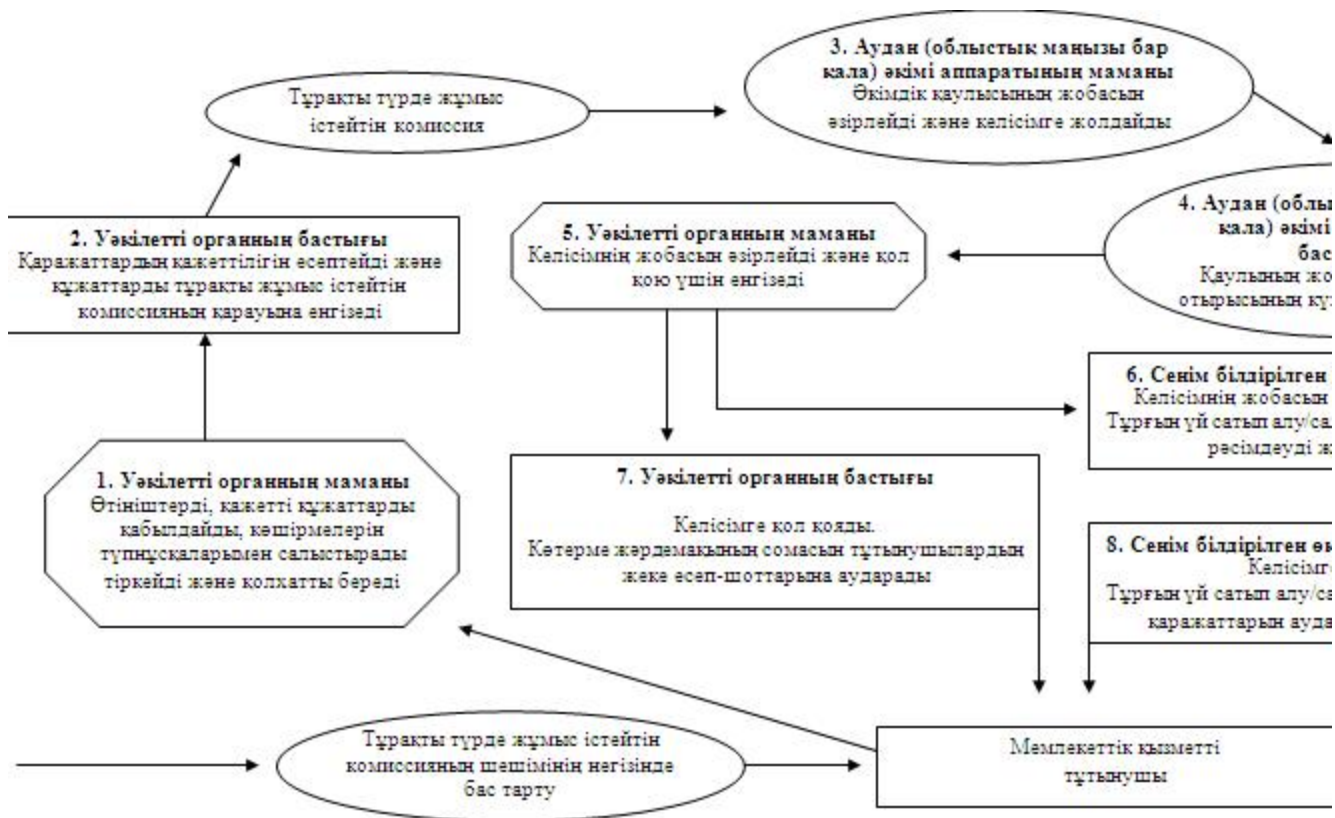 3. Аудан (облыстық маңызы бар
қала) әкімі аппаратының маманы
Әкімдік қаулысының жобасын
әзірлейді және келісімге жолдайды
Тұрақты түрде жұмыс
істейтін комиссия
4. Аудан (облы
қала) әкімі
бас
Қаулының жо
отырысының кү
2. Уәкілетті органның бастығы
Қаражаттардың қажеттілігін есептейді және
құжаттарды тұрақты жұмыс істейтін
комиссияның қарауына енгізеді
5. Уәкілетті органның маманы
Келісімнің жобасын әзірлейді және қол
қою үшін енгізеді
6. Сенім білдірілген
Келісімнің жобасын
Тұрғын үй сатып алу/са
рәсімдеуді ж
1. Уәкілетті органның маманы
Өтініштерді, қажетті құжаттарды
қабылдайды, көшірмелерін
түпнұсқаларымен салыстырады
тіркейді және қолхатты береді
7. Уәкілетті органның бастығы
Келісімге қол қояды.
Көтерме жәрдемақының сомасын тұтынушылардың
жеке есеп-шоттарына аударады
8. Сенім білдірілген өк
Келісімге
Тұрғын үй сатып алу/са
қаражаттарын ауда
Тұрақты түрде жұмыс істейтін
комиссияның шешімінің негізінде
бас тарту
Мемлекеттік қызметті
тұтынушы